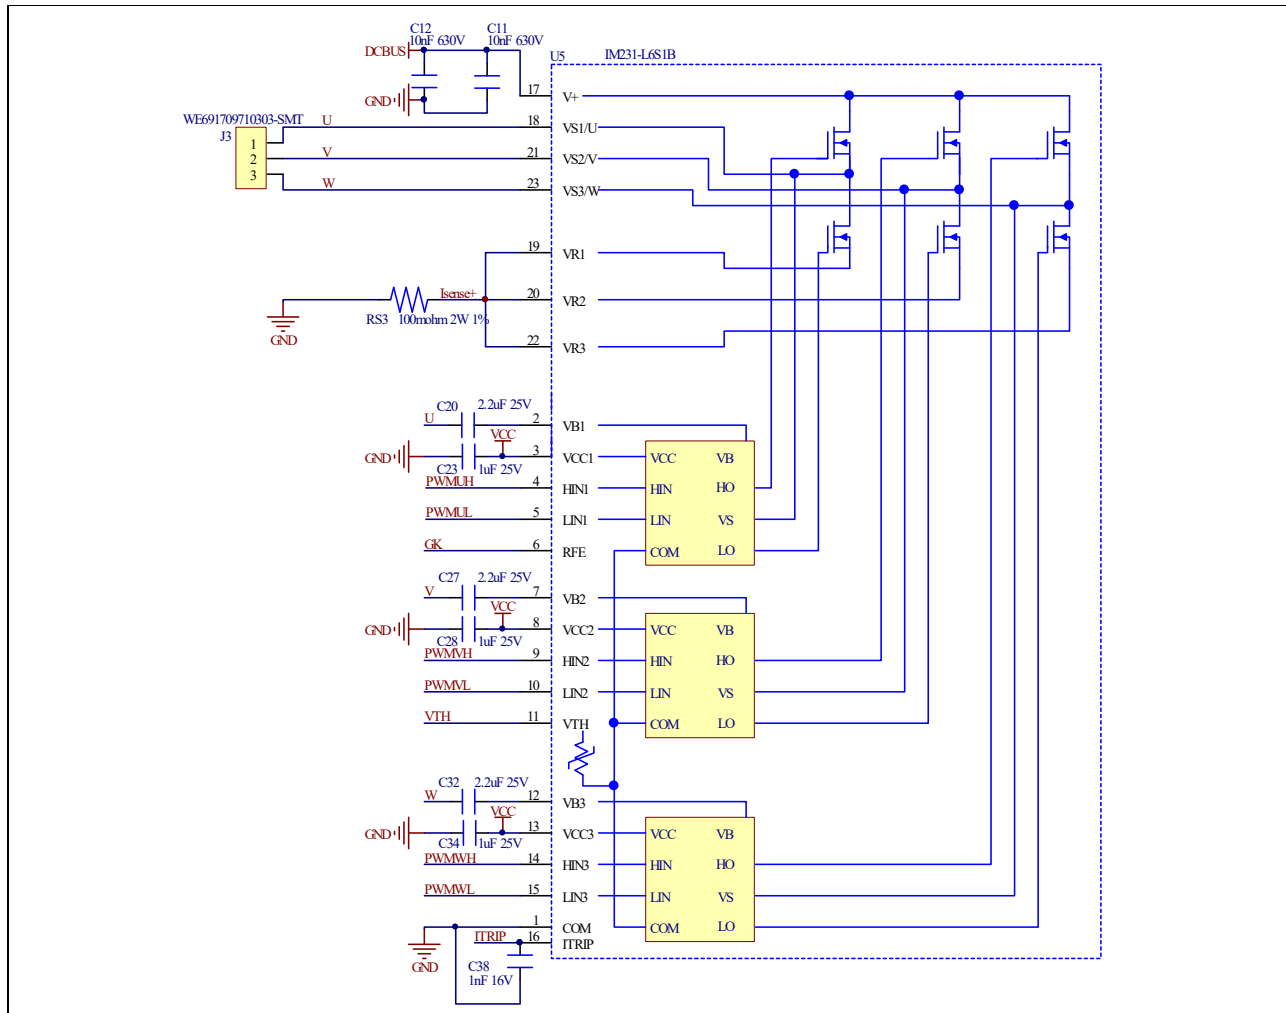 C12
10nF 630V
C11
10nF 630V
DCBUS
GND
U5
IM231-L6S1B
17
V+
WE691709710303-SMT
J3
1
2
3
U
18
VS1/U
V
21
VS2/V
W
23
VS3/W
19
VR1
Isense+
20
VR2
RS3
100mohm 2W 1%
GND
22
VR3
C20
2.2uF 25V
U
2
VB1
VCC
GND
3
VCC1
C23
1uF 25V
VCC
VB
PWMUH
4
HIN1
HIN
HO
PWMUL
5
LIN1
LIN
VS
GK
6
RFE
COM
LO
C27
2.2uF 25V
V
7
VB2
VCC
GND
8
VCC2
C28
1uF 25V
VCC
VB
PWMVH
9
HIN2
HIN
HO
PWMVL
10
LIN2
LIN
VS
VTH
11
VTH
COM
LO
C32
2.2uF 25V
W
12
VB3
VCC
GND
13
VCC3
C34
1uF 25V
VCC
VB
PWMWH
14
HIN3
HIN
HO
PWMWL
15
LIN3
LIN
VS
1
COM
COM
LO
ITRIP
16
ITRIP
GND
C38
1nF 16V